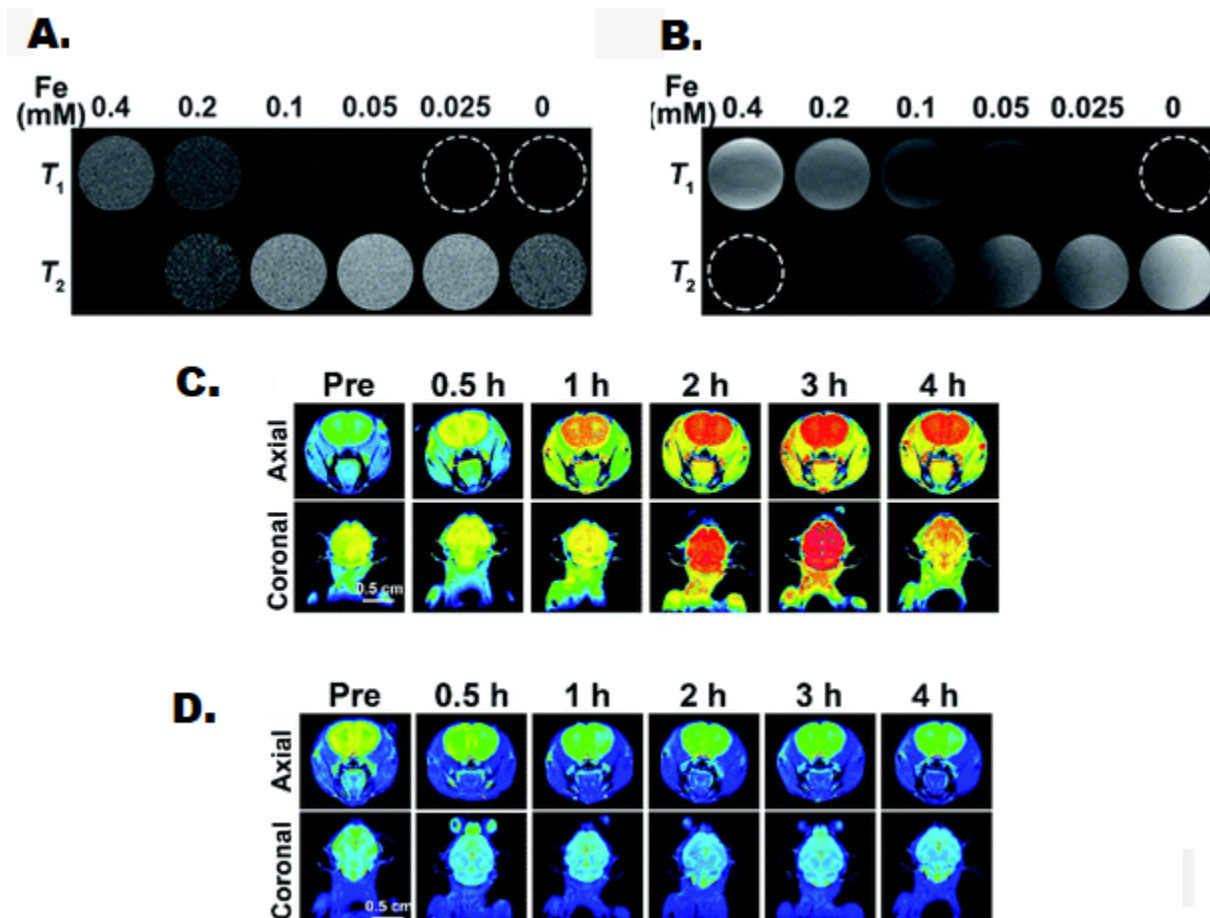 A.
B.
Fe
(mM) 0.4 0.2 0.1 0.05 0.025 0
T1
T2
Fe
(mM) 0.4 0.2 0.1 0.05 0.025 0
T1
T2
C.
Pre 0.5 h 1 h 2 h 3 h 4 h
Axial
Coronal
0.5 cm
D.
Pre 0.5 h 1 h 2 h 3 h 4 h
Axial
Coronal
0.5 cm